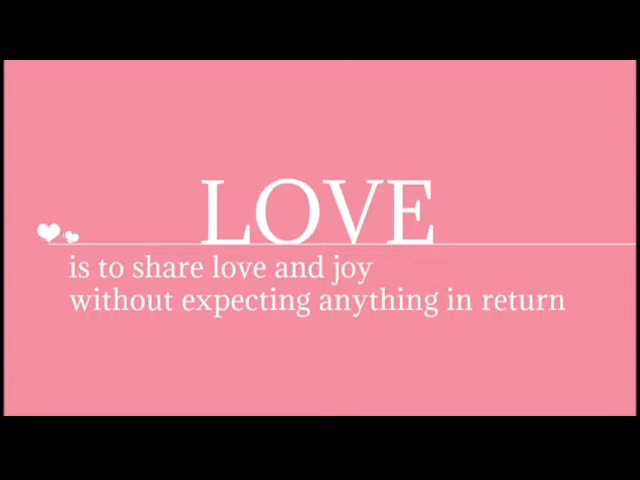 LOVE
is to share love and joy
without expecting anything in return